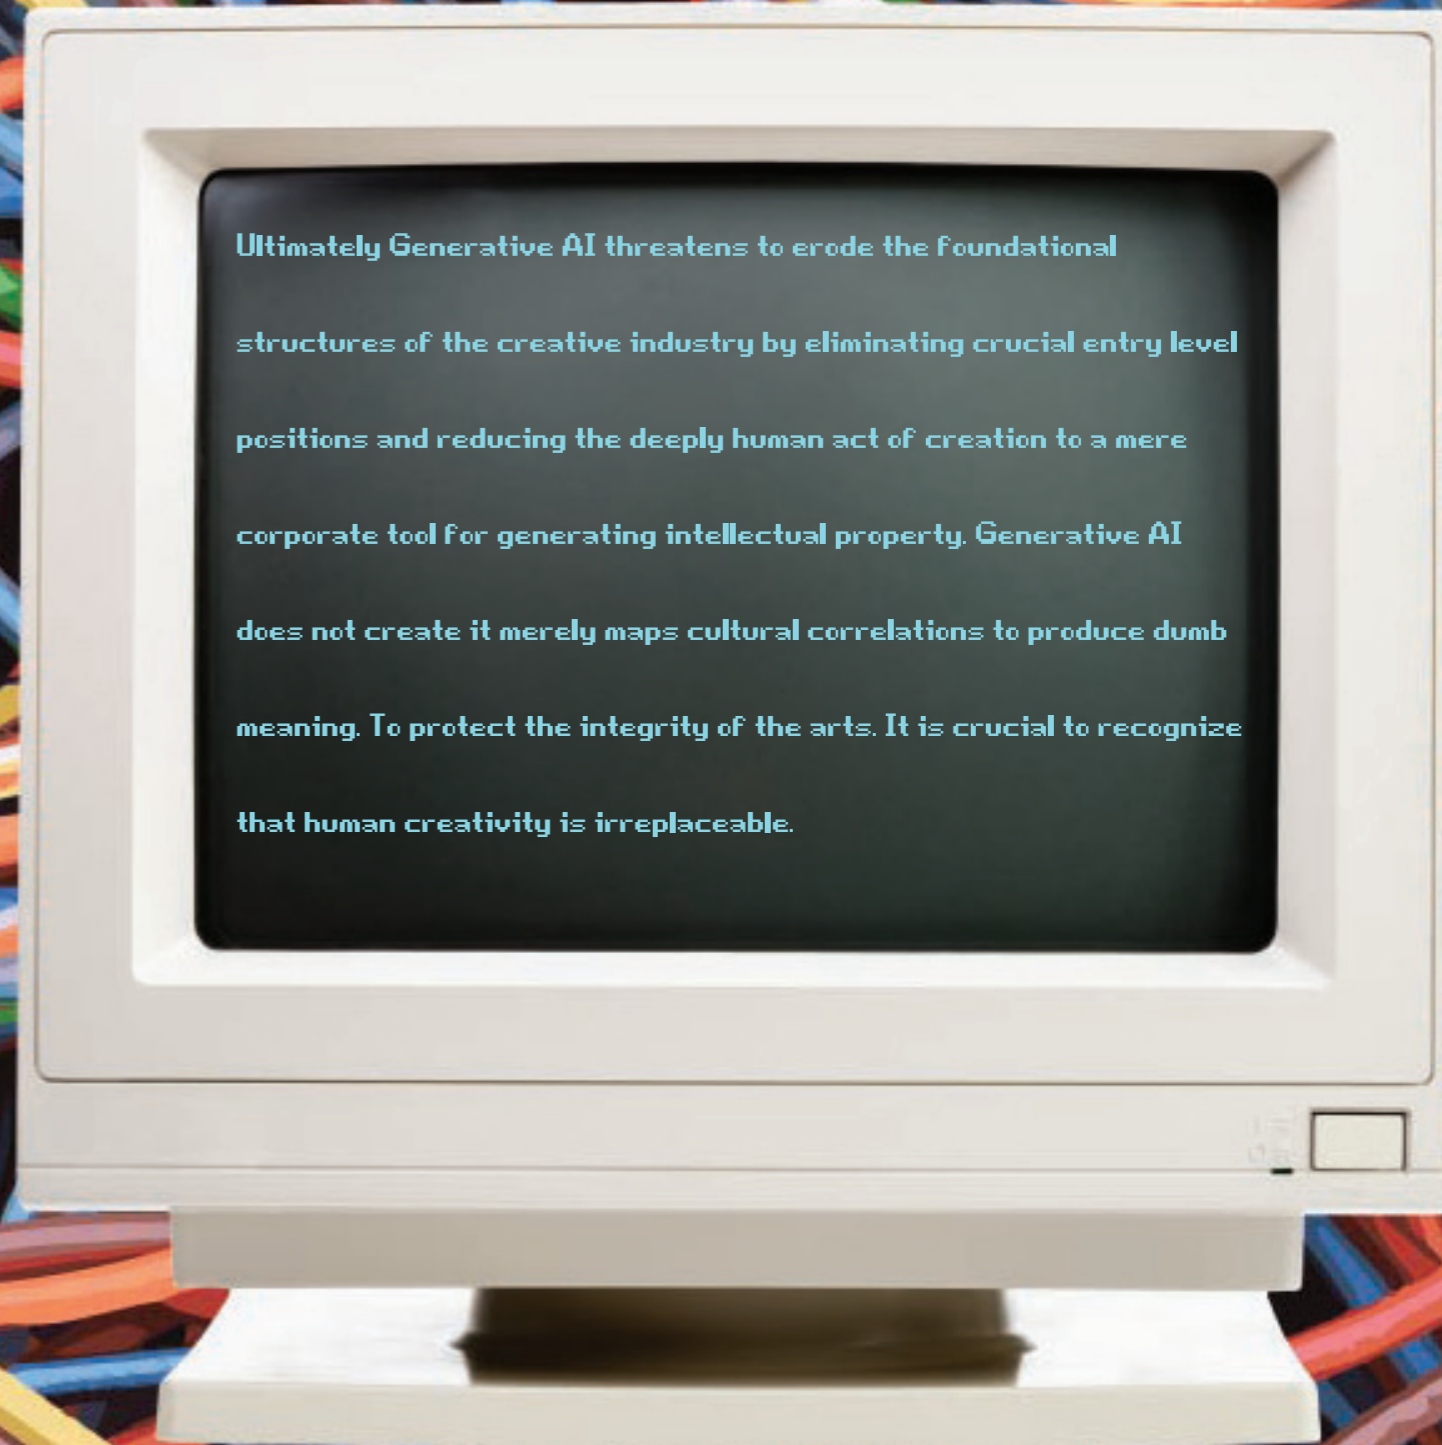 Ultimately Generative AI threatens to erode the foundational
structures of the creative industry by eliminating crucial entry level
positions and reducing the deeply human act of creation to a mere
corporate tool for generating intellectual property. Generative AI
does not create it merely maps cultural correlations to produce dumb
meaning. To protect the integrity of the arts. It is crucial to recognize
that human creativity is irreplaceable.